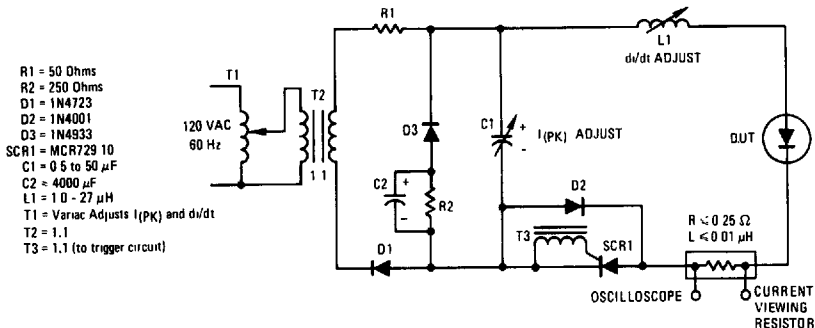 R1 = 50 Ohms
R2 = 250 Ohms
D1 = 1N4723
D2 = 1N4001
D3 = 1N4933
SCR1 = MCR729 10
C1 = 0 5 to 50 μF
C2 ≈ 4000 μF
L1 = 1 0 - 27 μH
T1 = Variac Adjusts I(PK) and di/dt
T2 = 1.1
T3 = 1.1 (to trigger circuit)
T1
120 VAC
60 Hz
T2
1 1
R1
D3
C2
+
−
R2
D1
C1
+
−
I(PK) ADJUST
L1
di/dt ADJUST
D.U.T
D2
T3
SCR1
R ≤ 0 25 Ω
L ≤ 0 01 μH
OSCILLOSCOPE
CURRENT
VIEWING
RESISTOR